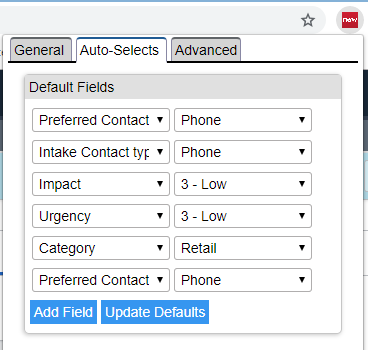 now
General Auto-Selects Advanced
Default Fields
Preferred Contact Phone
Intake Contact typ Phone
Impact 3 - Low
Urgency 3 - Low
Category Retail
Preferred Contact Phone
Add Field Update Defaults